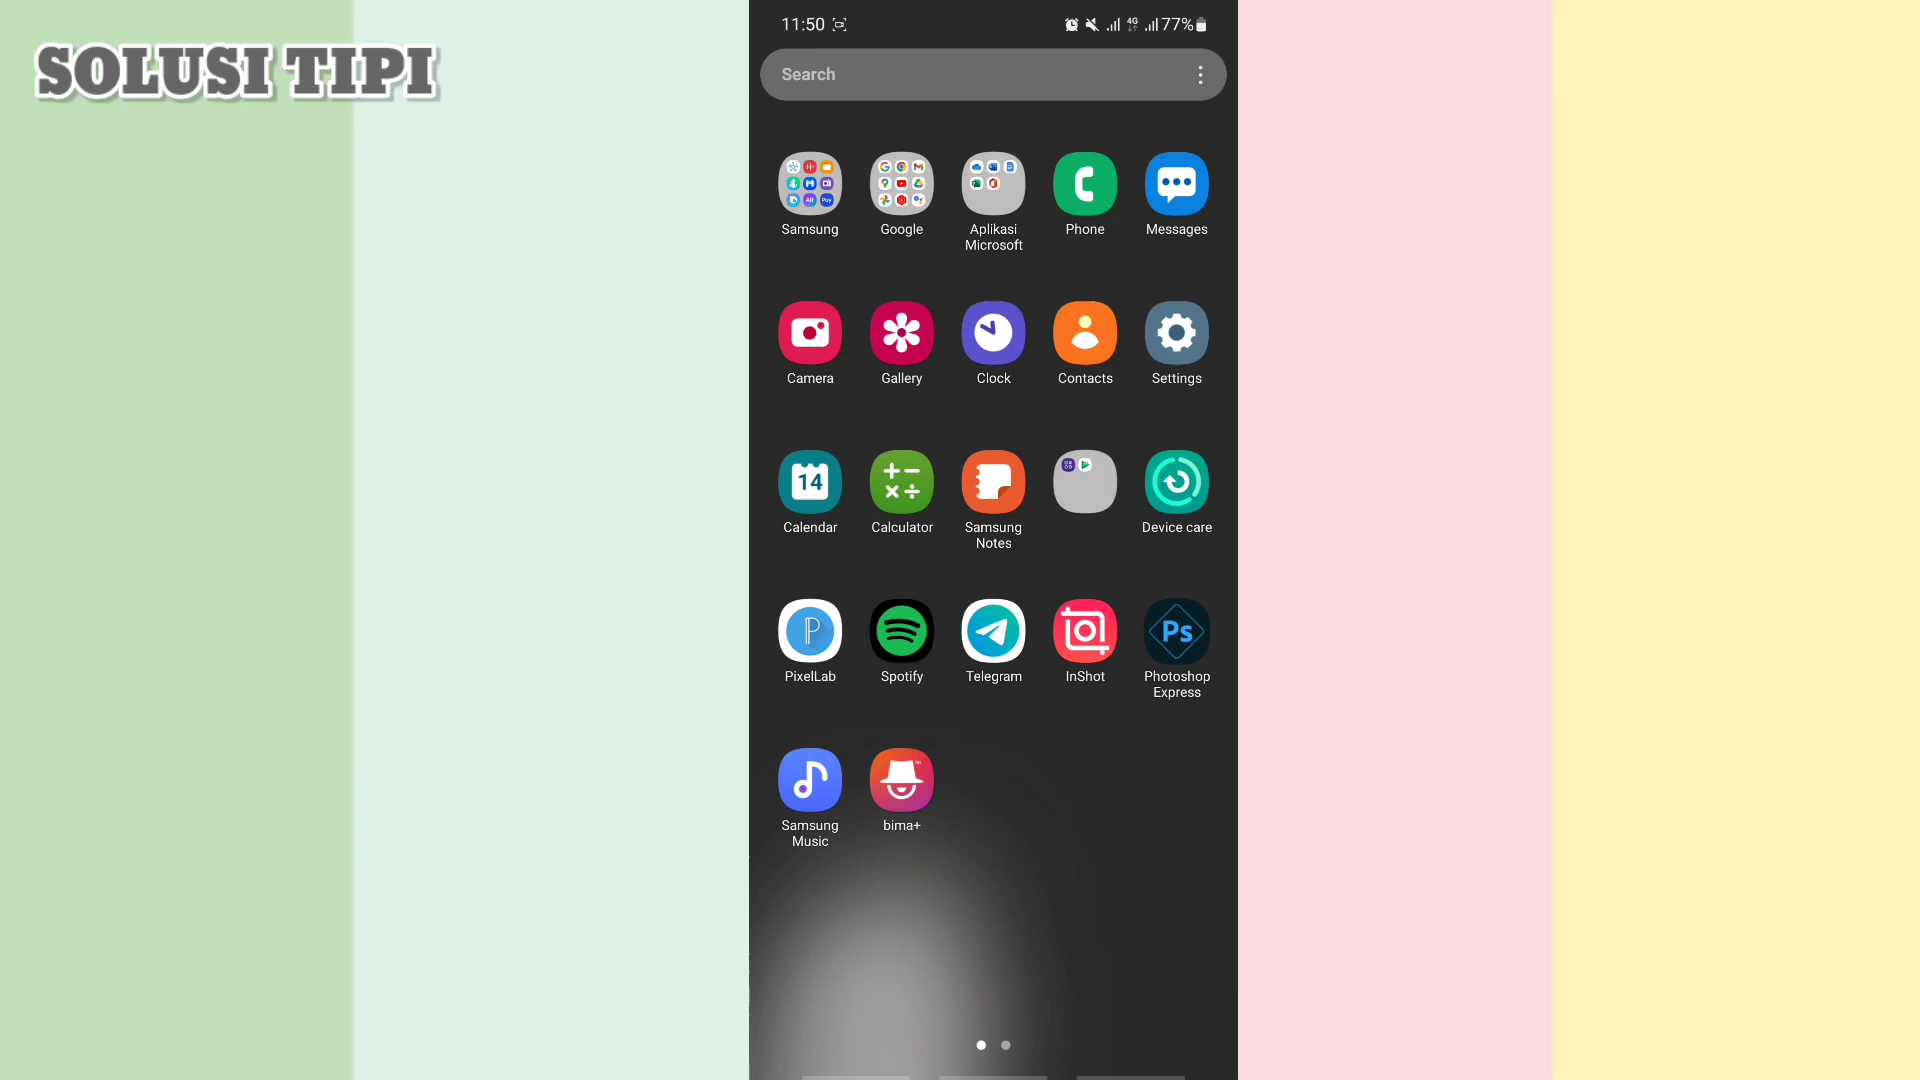 SOLUSI TIPI
11:50
4G
77%
Search
Samsung
Google
Aplikasi
Microsoft
Phone
Messages
Camera
Gallery
Clock
Contacts
Settings
14
Calendar
Calculator
Samsung
Notes
Device care
P
PixelLab
Spotify
Telegram
InShot
Ps
Photoshop
Express
Samsung
Music
bima+